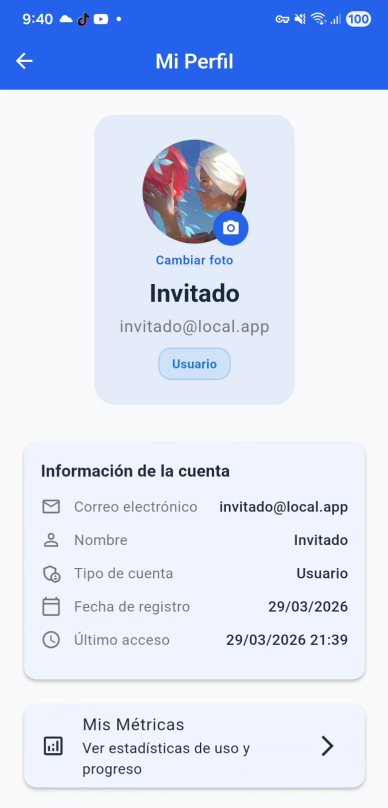 9:40
100
Mi Perfil
Cambiar foto
Invitado
invitado@local.app
Usuario
Información de la cuenta
Correo electrónico invitado@local.app
Nombre Invitado
Tipo de cuenta Usuario
Fecha de registro 29/03/2026
Último acceso 29/03/2026 21:39
Mis Métricas
Ver estadísticas de uso y
progreso